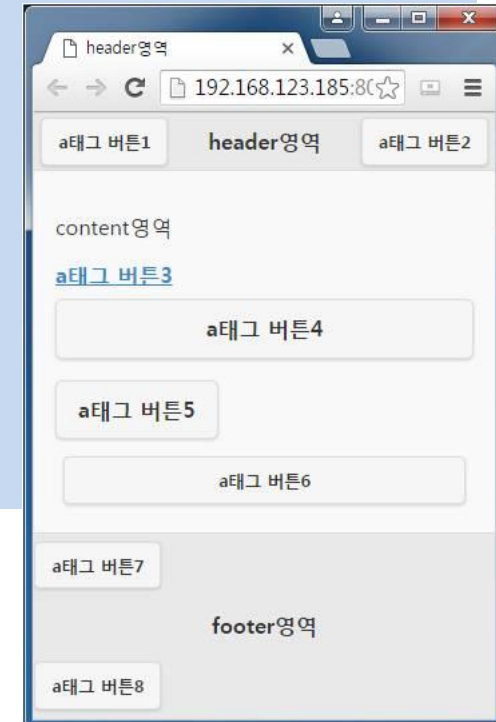 header영역
192.168.123.185:80
a태그 버튼1 header영역 a태그 버튼2
content영역
a태그 버튼3
a태그 버튼4
a태그 버튼5
a태그 버튼6
a태그 버튼7
footer영역
a태그 버튼8